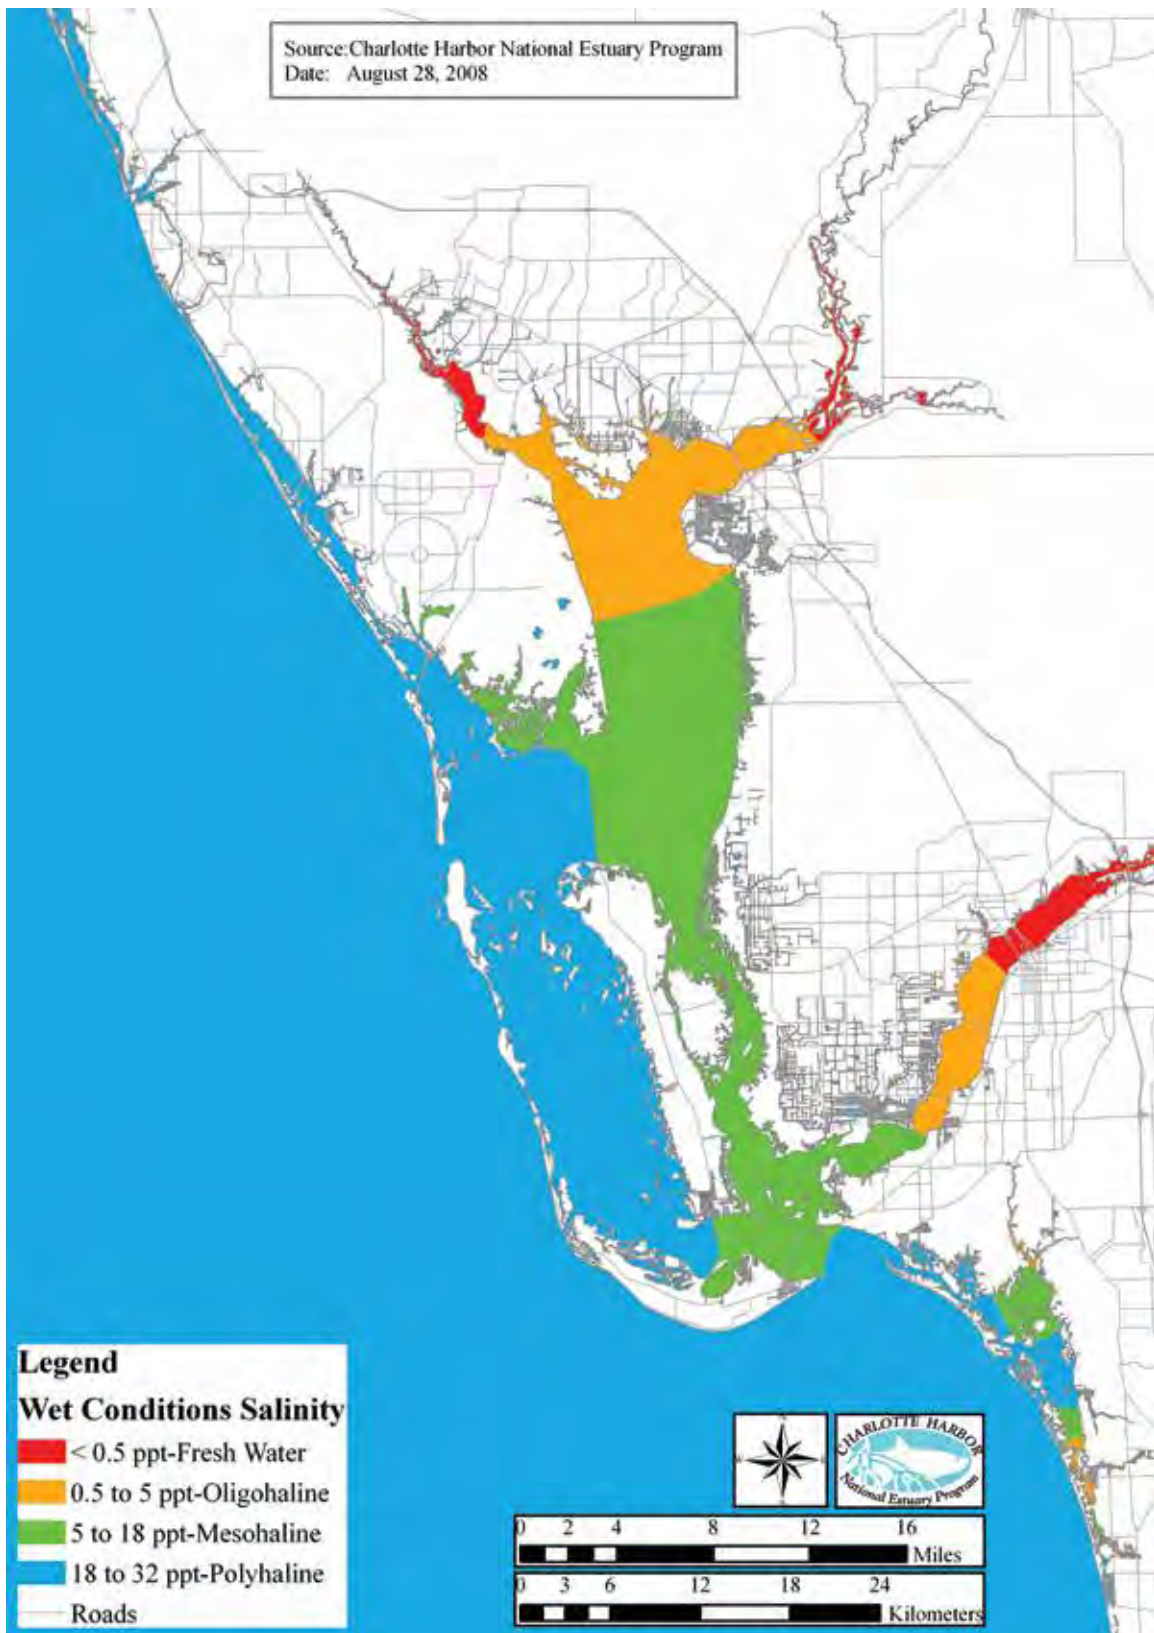 Source:Charlotte Harbor National Estuary Program
Date: August 28, 2008
Legend
Wet Conditions Salinity
< 0.5 ppt-Fresh Water
0.5 to 5 ppt-Oligohaline
5 to 18 ppt-Mesohaline
18 to 32 ppt-Polyhaline
Roads
CHARLOTTE HARBOR
National Estuary Program
0 2 4 8 12 16
Miles
0 3 6 12 18 24
Kilometers